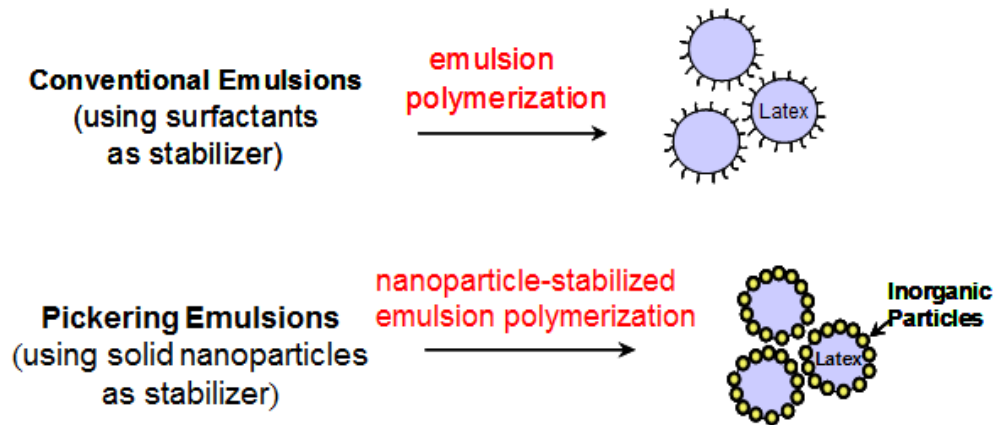 Conventional Emulsions
(using surfactants
as stabilizer)
emulsion
polymerization
Latex
Pickering Emulsions
(using solid nanoparticles
as stabilizer)
nanoparticle-stabilized
emulsion polymerization
Inorganic
Particles
Latex